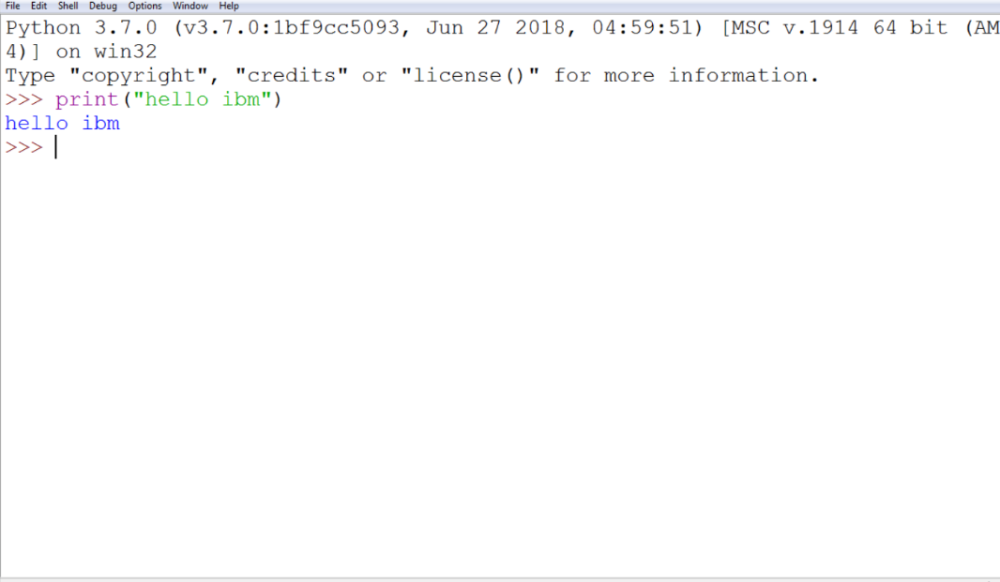 File Edit Shell Debug Options Window Help
Python 3.7.0 (v3.7.0:1bf9cc5093, Jun 27 2018, 04:59:51) [MSC v.1914 64 bit (AM
4)] on win32
Type "copyright", "credits" or "license()" for more information.
>>> print("hello ibm")
hello ibm
>>>